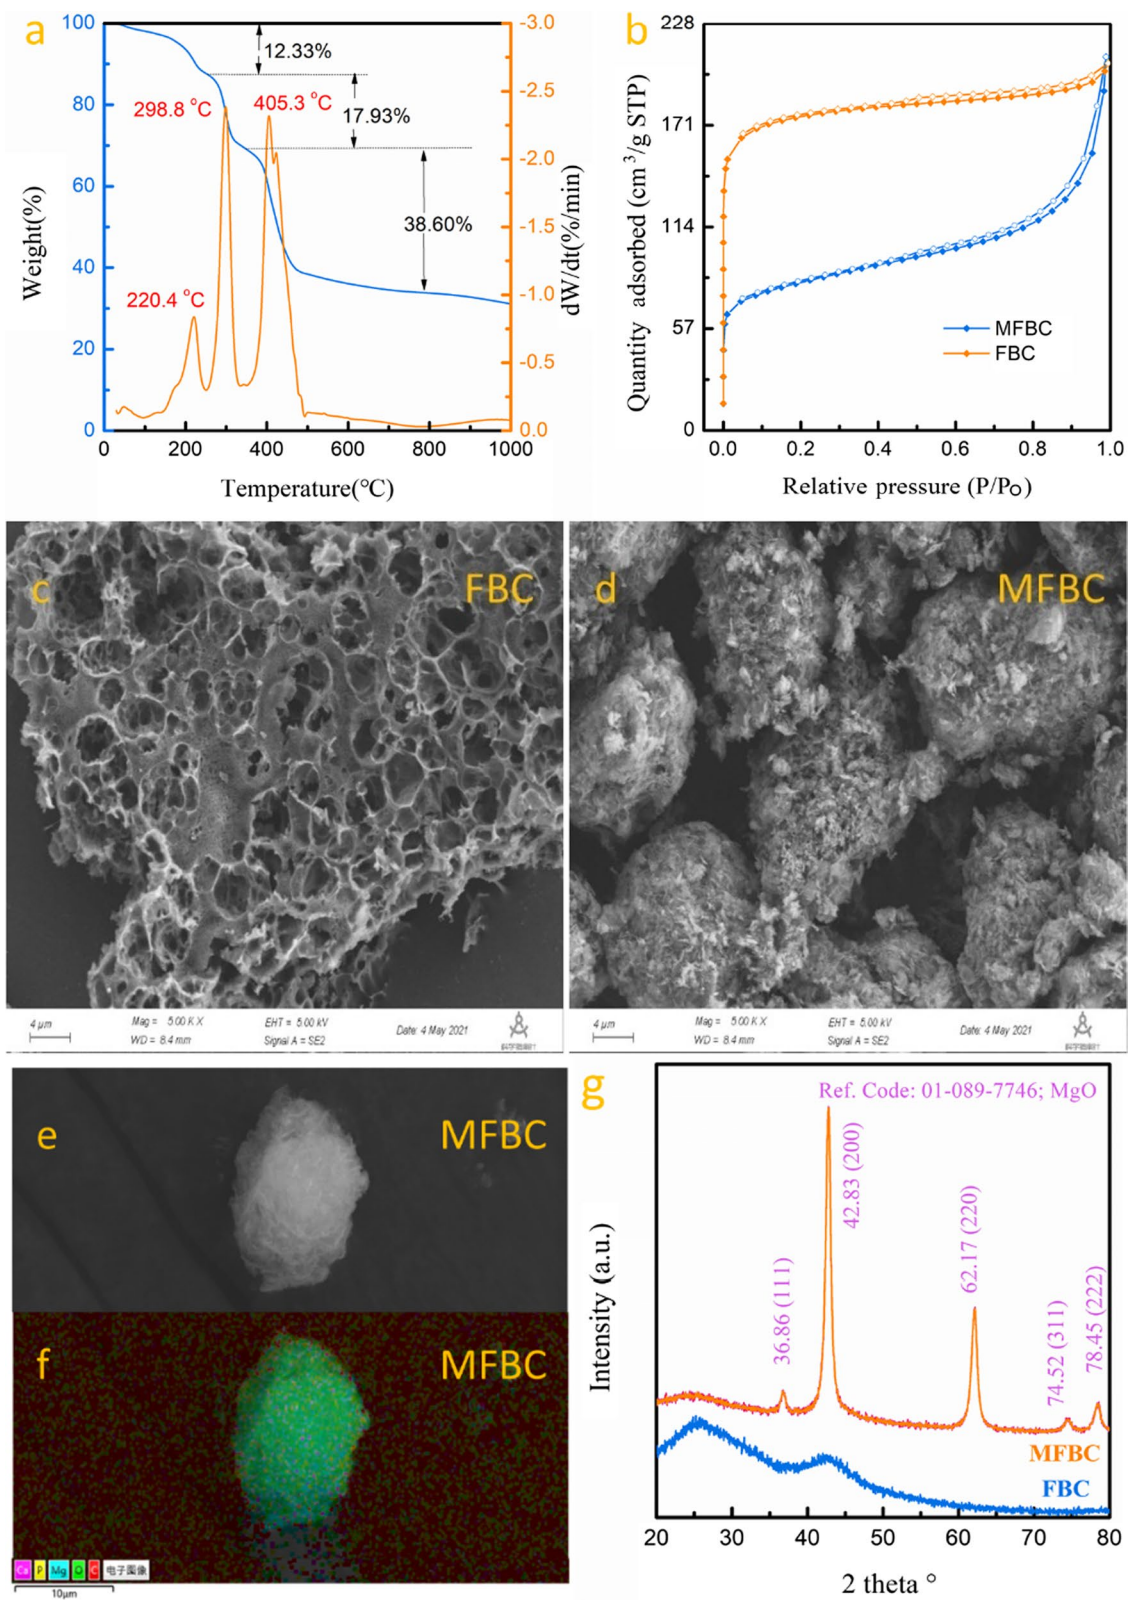 a
100
80
60
40
20
0
Weight(%)
12.33%
17.93%
38.60%
298.8 °C
405.3 °C
220.4 °C
-3.0
-2.5
-2.0
-1.5
-1.0
-0.5
0.0
dW/dt(%/min)
0 200 400 600 800 1000
Temperature(°C)
b
228
171
114
57
0
Quantity adsorbed (cm³/g STP)
MFBC
FBC
0.0 0.2 0.4 0.6 0.8 1.0
Relative pressure (P/P₀)
c
FBC
4 µm
Mag = 5.00 K X
WD = 8.4 mm
EHT = 5.00 kV
Signal A = SE2
Date: 4 May 2021
d
MFBC
4 µm
Mag = 5.00 K X
WD = 8.4 mm
EHT = 5.00 kV
Signal A = SE2
Date: 4 May 2021
e
MFBC
f
MFBC
Ca P Mg O C 电子图像
10µm
g
Ref. Code: 01-089-7746; MgO
36.86 (111)
42.83 (200)
62.17 (220)
74.52 (311)
78.45 (222)
Intensity (a.u.)
MFBC
FBC
20 30 40 50 60 70 80
2 theta °